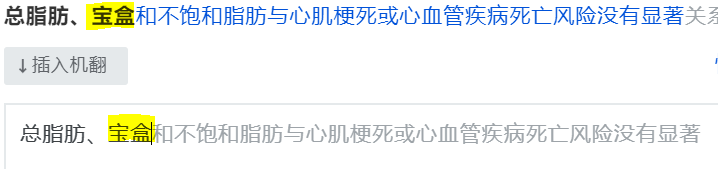 总脂肪、宝盒和不饱和脂肪与心肌梗死或心血管疾病死亡风险没有显著关系
↓插入机翻
总脂肪、宝盒和不饱和脂肪与心肌梗死或心血管疾病死亡风险没有显著